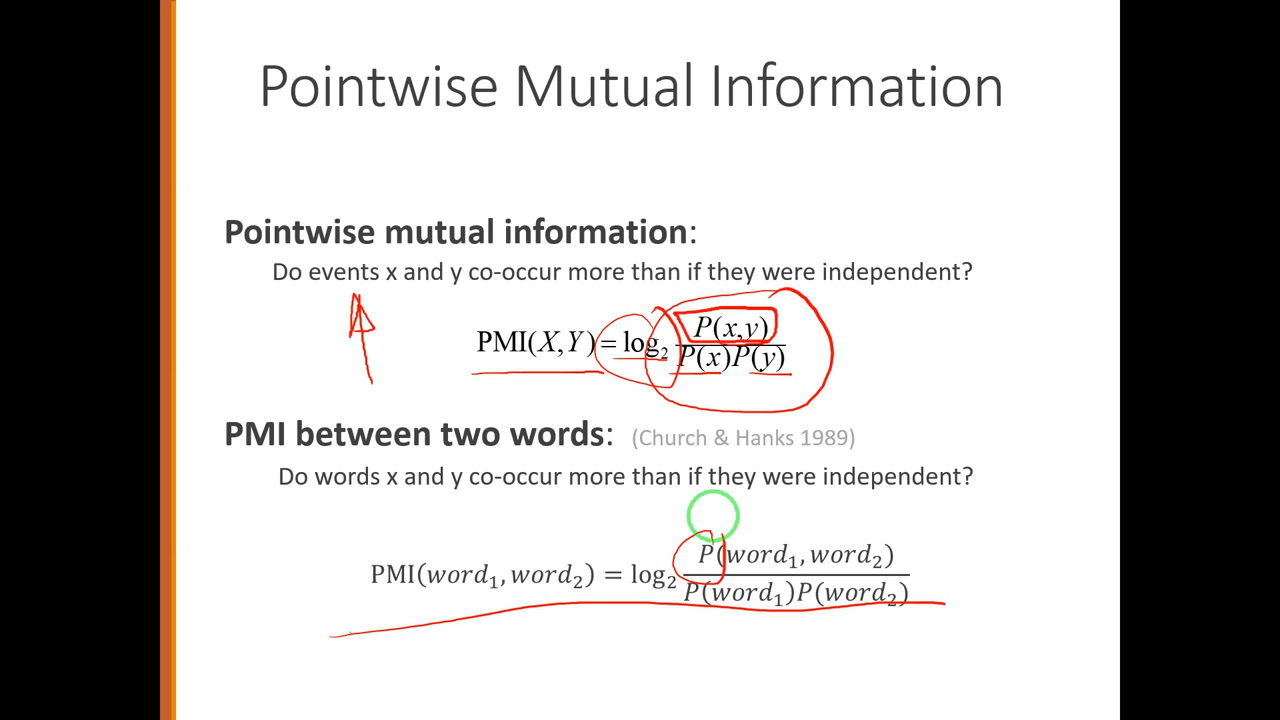 Pointwise Mutual Information
Pointwise mutual information:
Do events x and y co-occur more than if they were independent?
PMI(X,Y) = log₂ P(x,y) / P(x)P(y)
PMI between two words: (Church & Hanks 1989)
Do words x and y co-occur more than if they were independent?
PMI(word₁, word₂) = log₂ P(word₁, word₂) / P(word₁)P(word₂)